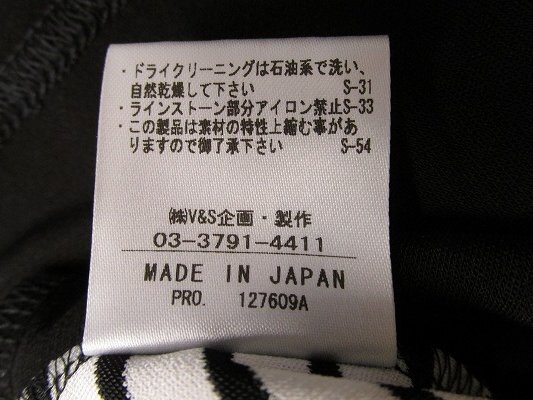 ・ドライクリーニングは石油系で洗い、
自然乾燥して下さい S-31
・ラインストーン部分アイロン禁止S-33
・この製品は素材の特性上縮む事があ
りますので御了承下さい S-54
㈱V&S企画・製作
03-3791-4411
MADE IN JAPAN
PRO. 127609A